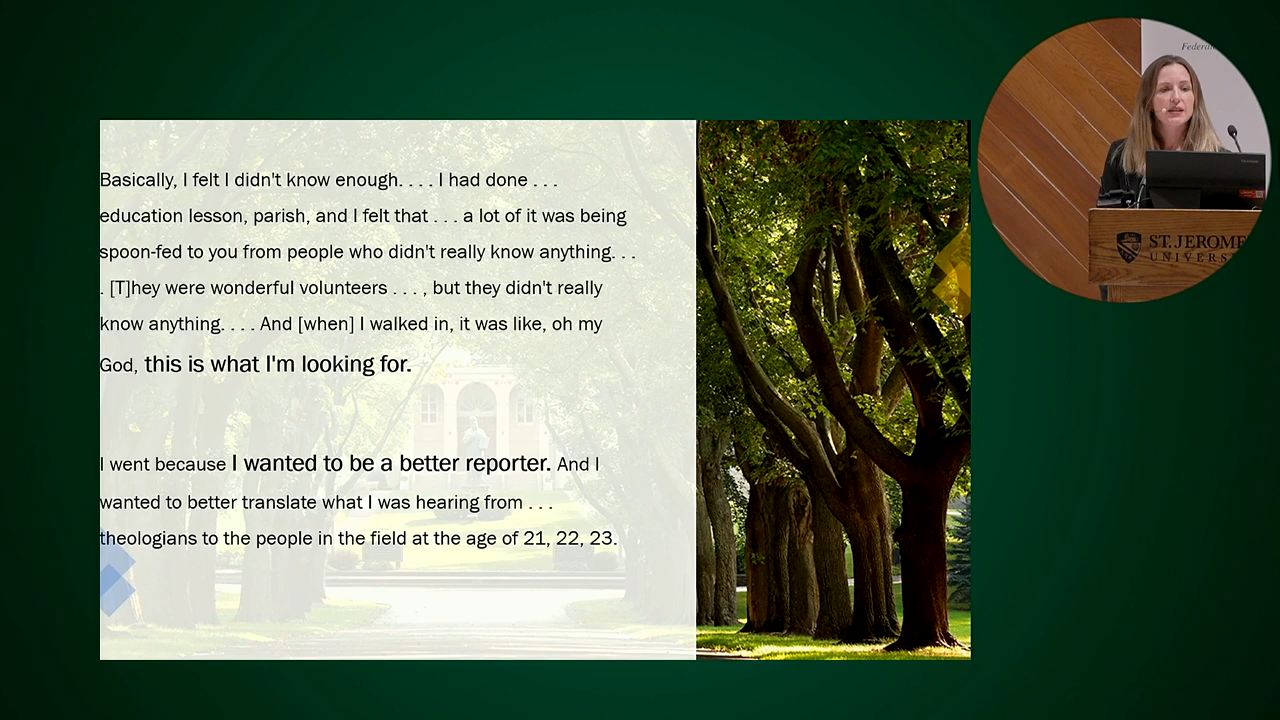 Basically, I felt I didn't know enough. . . . I had done . . .
education lesson, parish, and I felt that . . . a lot of it was being
spoon-fed to you from people who didn't really know anything. . .
. [T]hey were wonderful volunteers . . . , but they didn't really
know anything. . . . And [when] I walked in, it was like, oh my
God, this is what I'm looking for.
I went because I wanted to be a better reporter. And I
wanted to better translate what I was hearing from . . .
theologians to the people in the field at the age of 21, 22, 23.
ST. JEROME
UNIVERS